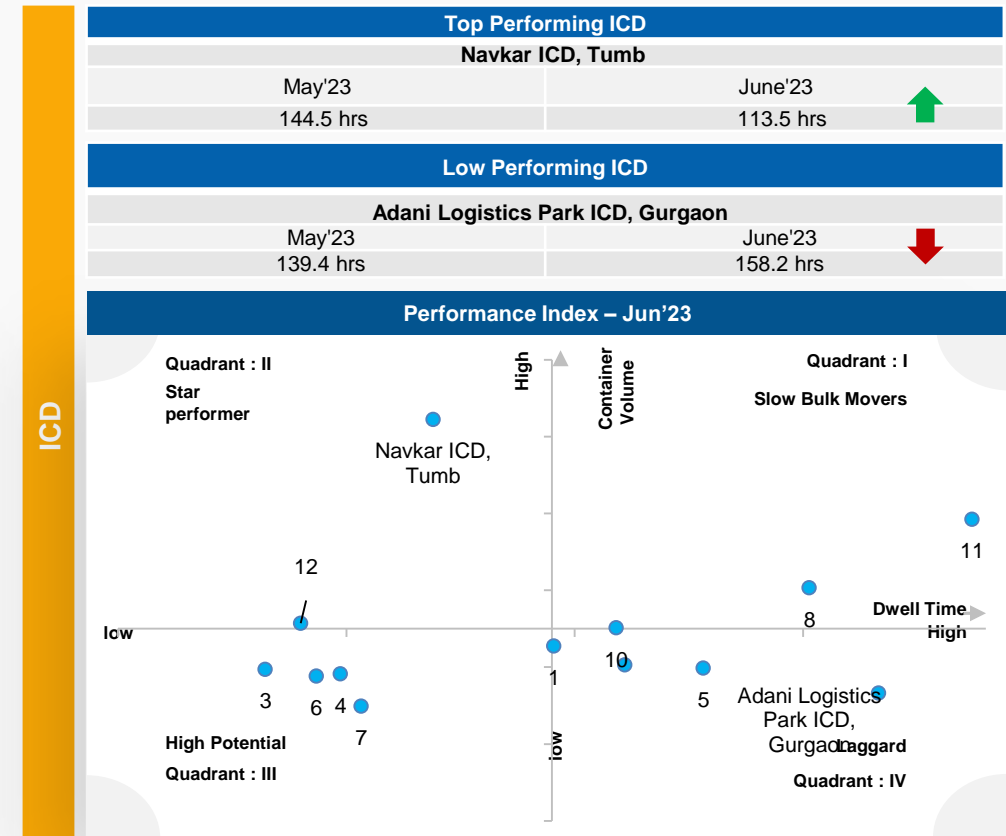 ICD
Top Performing ICD
Navkar ICD, Tumb
May'23 June'23
144.5 hrs 113.5 hrs
Low Performing ICD
Adani Logistics Park ICD, Gurgaon
May'23 June'23
139.4 hrs 158.2 hrs
Performance Index – Jun'23
Quadrant : II
Star
performer
High
Container
Volume
Quadrant : I
Slow Bulk Movers
Navkar ICD,
Tumb
11
12
8
Dwell Time
High
low
10
1
3
6
4
7
5
Adani Logistics
Park ICD,
Gurgaon
High Potential
Quadrant : III
low
Laggard
Quadrant : IV